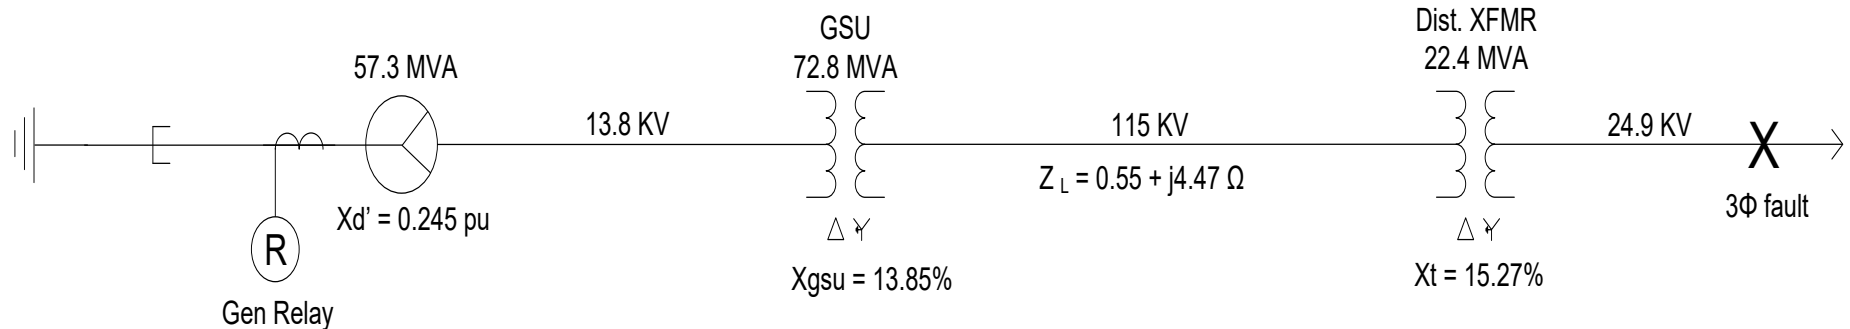 GSU
72.8 MVA
Dist. XFMR
22.4 MVA
57.3 MVA
13.8 KV
115 KV
24.9 KV
X
Z L = 0.55 + j4.47 Ω
Xd' = 0.245 pu
3Φ fault
R
Δ Y
Δ Y
Xgsu = 13.85%
Xt = 15.27%
Gen Relay